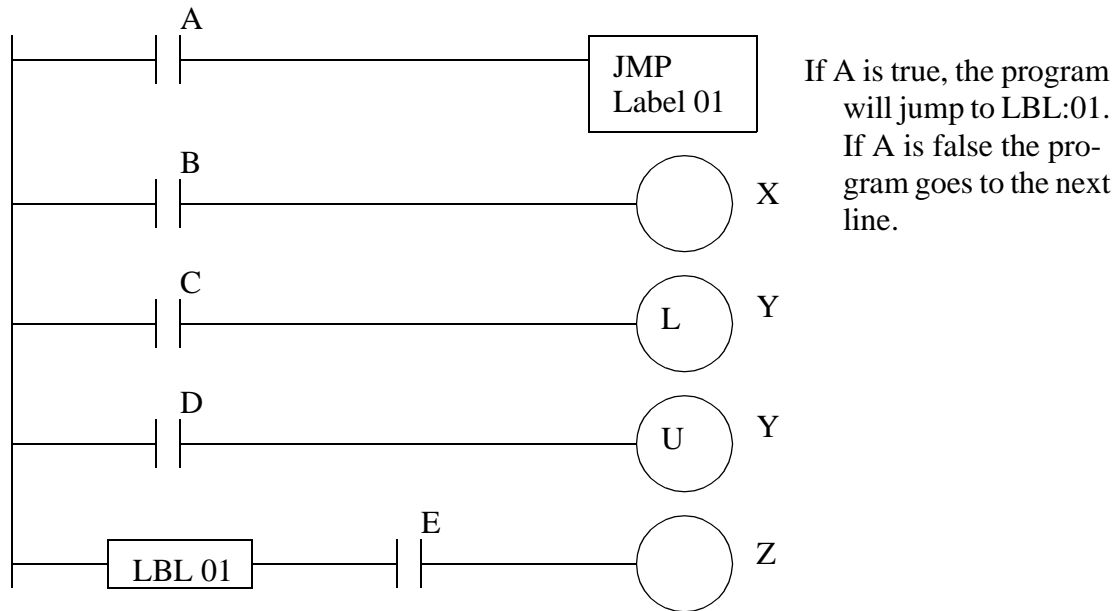 A
JMP
Label 01
If A is true, the program
will jump to LBL:01.
If A is false the pro-
gram goes to the next
line.
B
X
C
L
Y
D
U
Y
LBL 01
E
Z